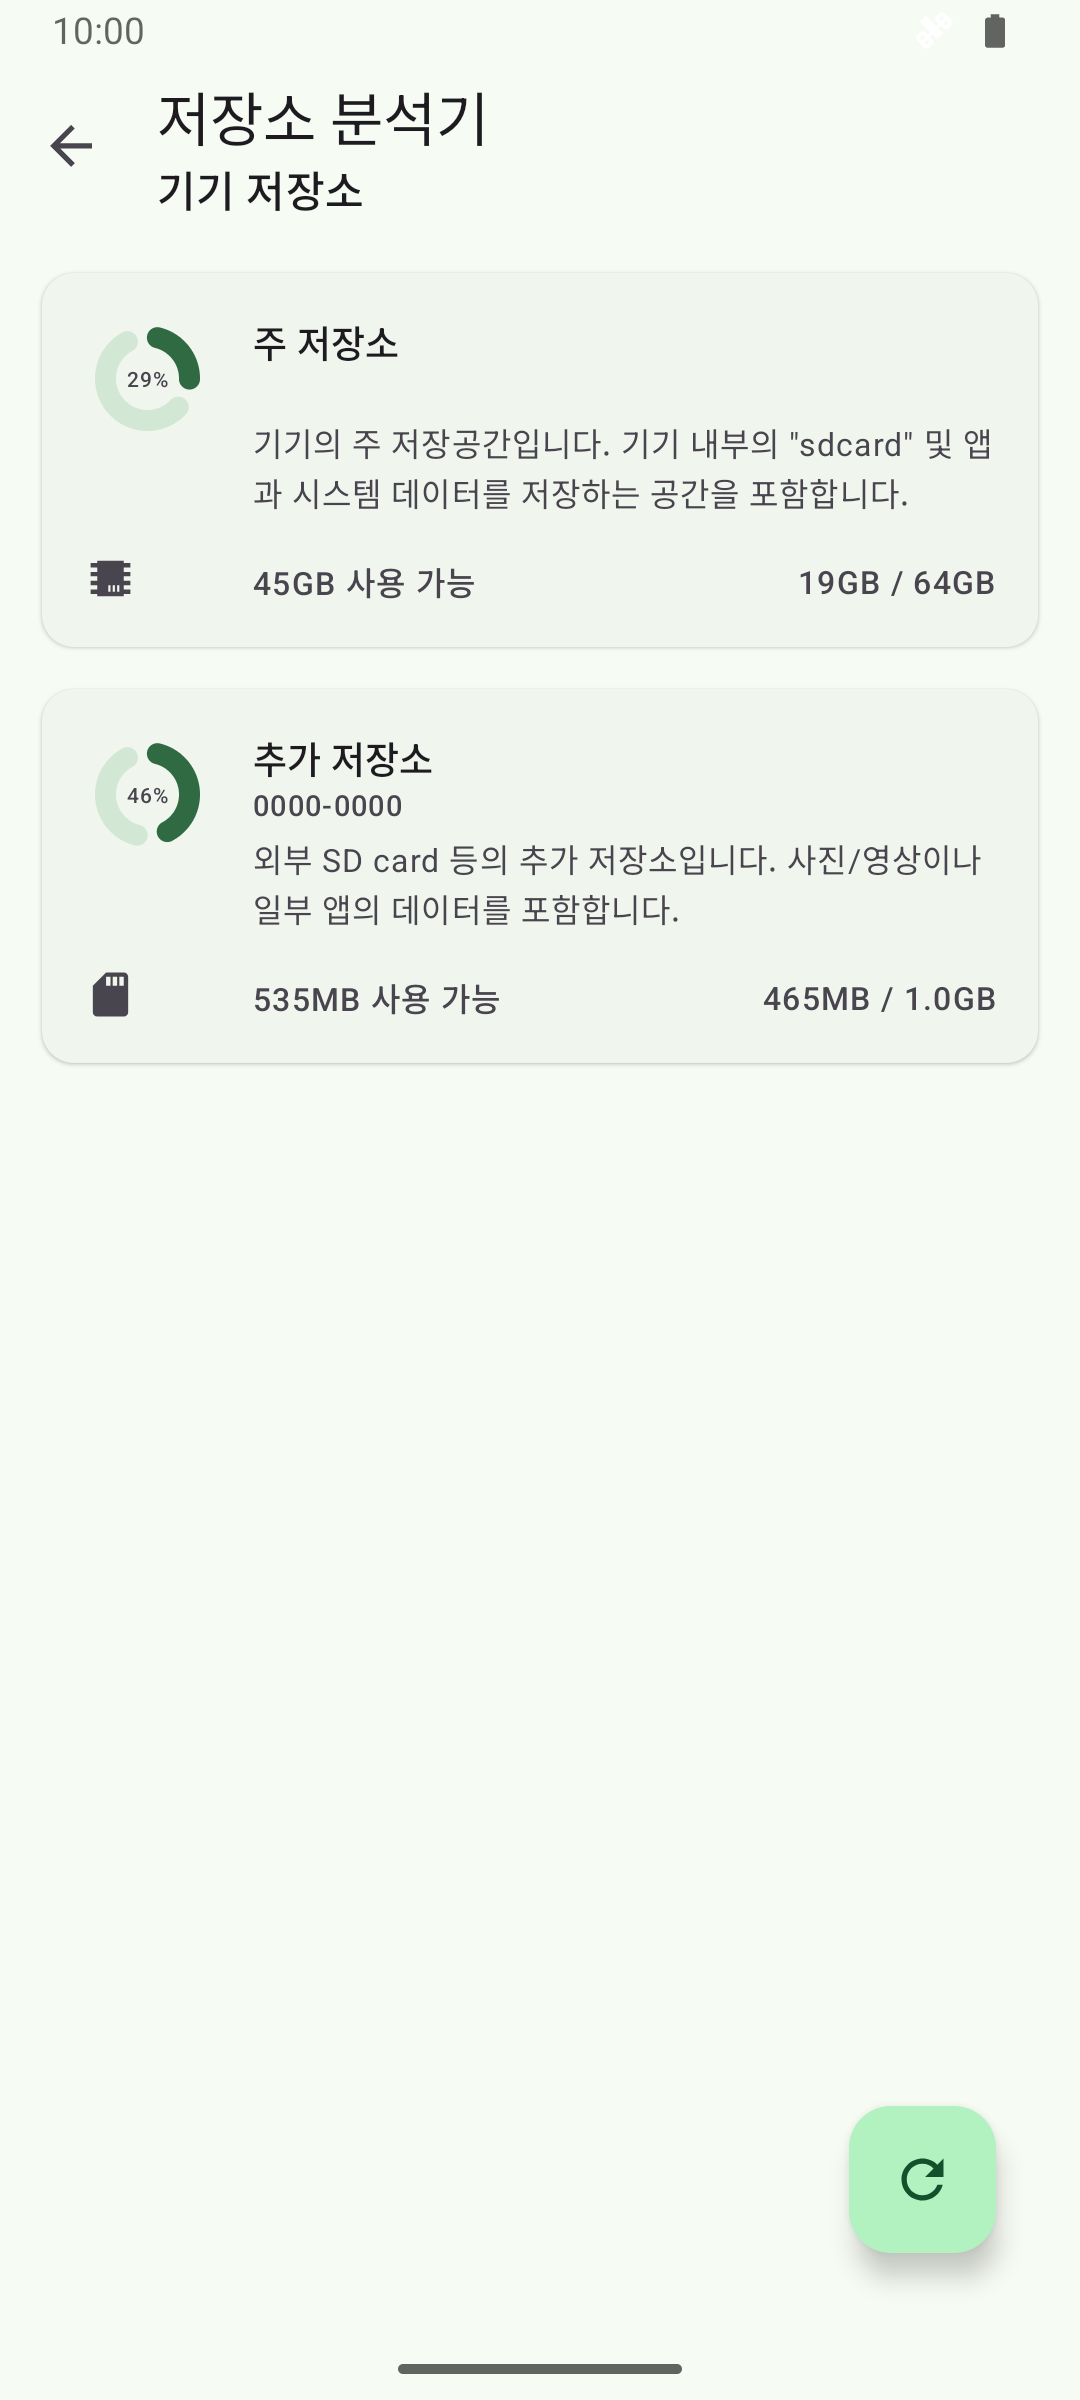 10:00
저장소 분석기
기기 저장소
29%
주 저장소
기기의 주 저장공간입니다. 기기 내부의 "sdcard" 및 앱
과 시스템 데이터를 저장하는 공간을 포함합니다.
45GB 사용 가능
19GB / 64GB
46%
추가 저장소
0000-0000
외부 SD card 등의 추가 저장소입니다. 사진/영상이나
일부 앱의 데이터를 포함합니다.
535MB 사용 가능
465MB / 1.0GB